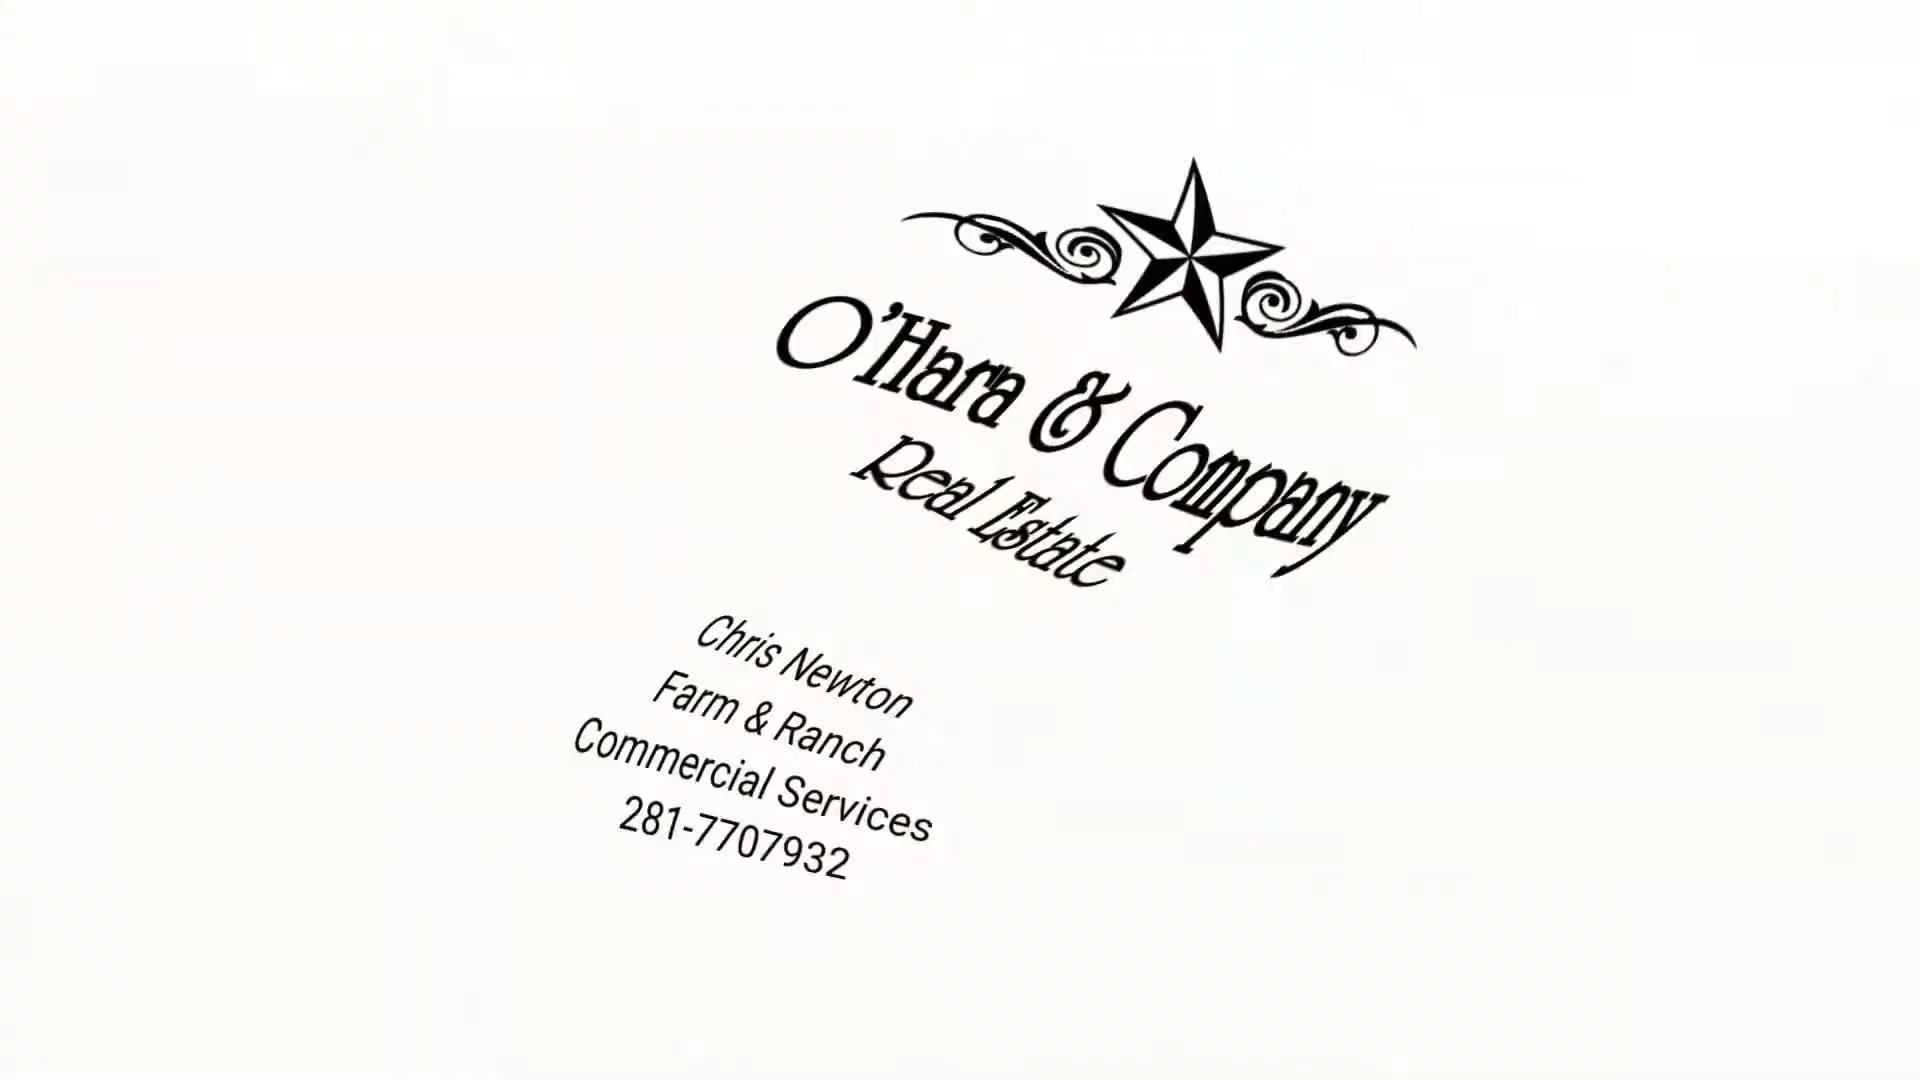 O'Hara & Company
Real Estate
Chris Newton
Farm & Ranch
Commercial Services
281-7707932